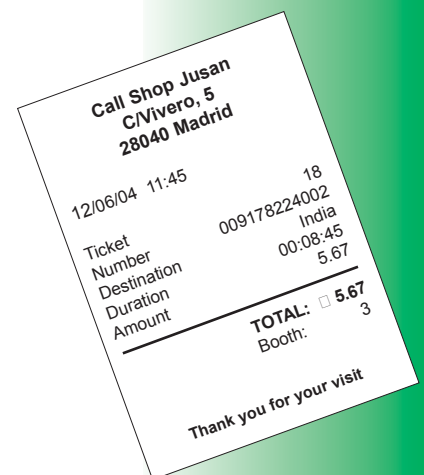 Call Shop Jusan
C/Vivero, 5
28040 Madrid
12/06/04 11:45
Ticket 18
Number 009178224002
Destination India
Duration 00:08:45
Amount 5.67
TOTAL: □ 5.67
Booth: 3
Thank you for your visit